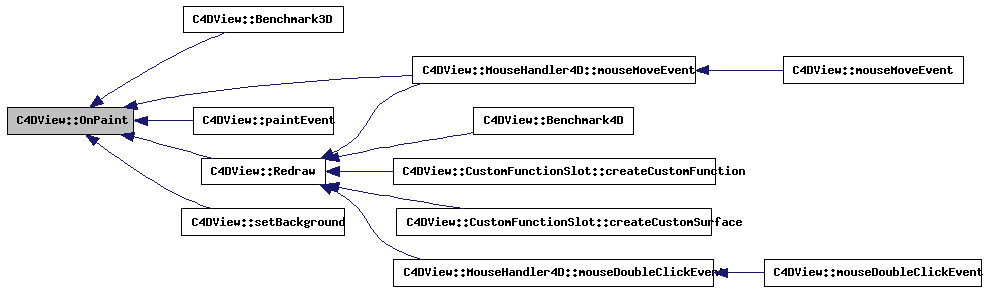 C4DView::Benchmark3D
C4DView::MouseHandler4D::mouseMoveEvent
C4DView::mouseMoveEvent
C4DView::OnPaint
C4DView::paintEvent
C4DView::Benchmark4D
C4DView::Redraw
C4DView::CustomFunctionSlot::createCustomFunction
C4DView::setBackground
C4DView::CustomFunctionSlot::createCustomSurface
C4DView::MouseHandler4D::mouseDoubleClickEvent
C4DView::mouseDoubleClickEvent